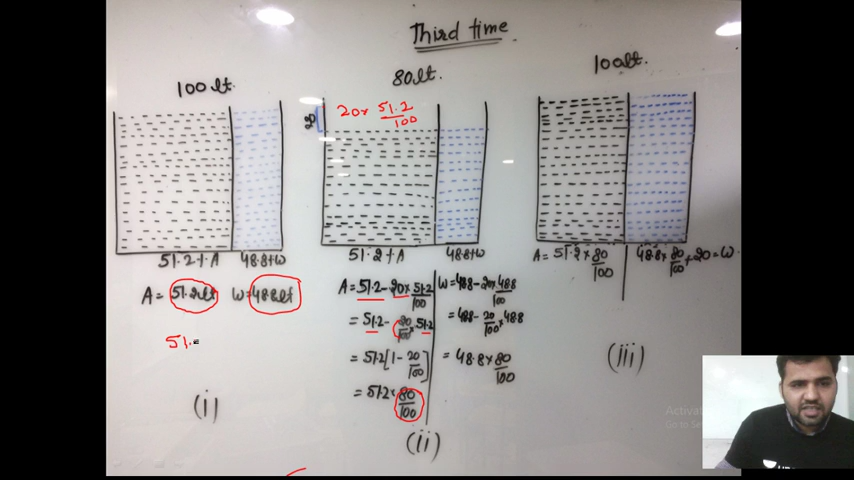 Third time
100 lt.
80 lt.
100 lt.
20
20 × 51.2/100
51.2 lt A
48.8 lt W
51.2 lt A
48.8 lt W
A = 51.2 × 80/100
48.8 × 80/100 + 20 = W
A = 51.2 lt
W = 48.8 lt
51.
A = 51.2 - 20 × 51.2/100
= 51.2 - 20/100 × 51.2
= 51.2 [1 - 20/100]
= 51.2 × 80/100
W = 48.8 - 20 × 48.8/100
= 48.8 - 20/100 × 48.8
= 48.8 × 80/100
(i)
(ii)
(iii)